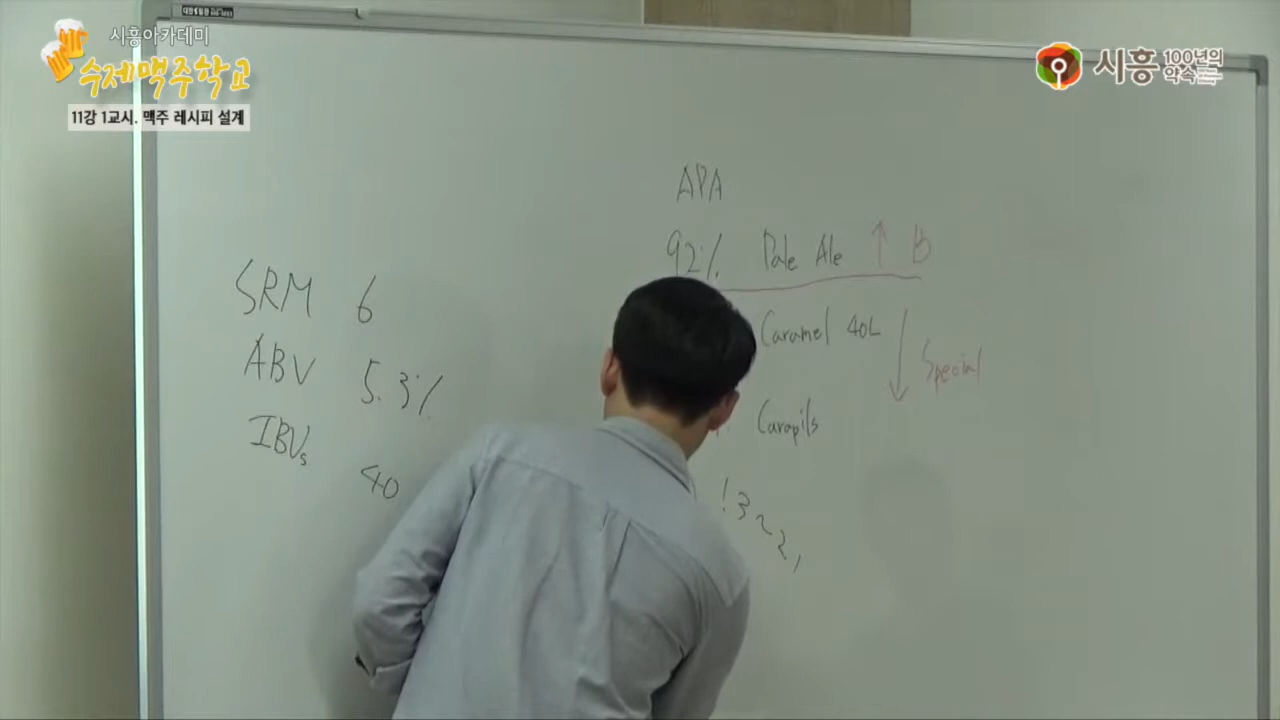 시흥아카데미
수제맥주학교
11강 1교시. 맥주 레시피 설계
시흥 100년의 약속
APA
92% Pale Ale ↑ B
Caramel 40L ↓ Special
Carapils
SRM 6
ABV 5.3%
IBUs 40